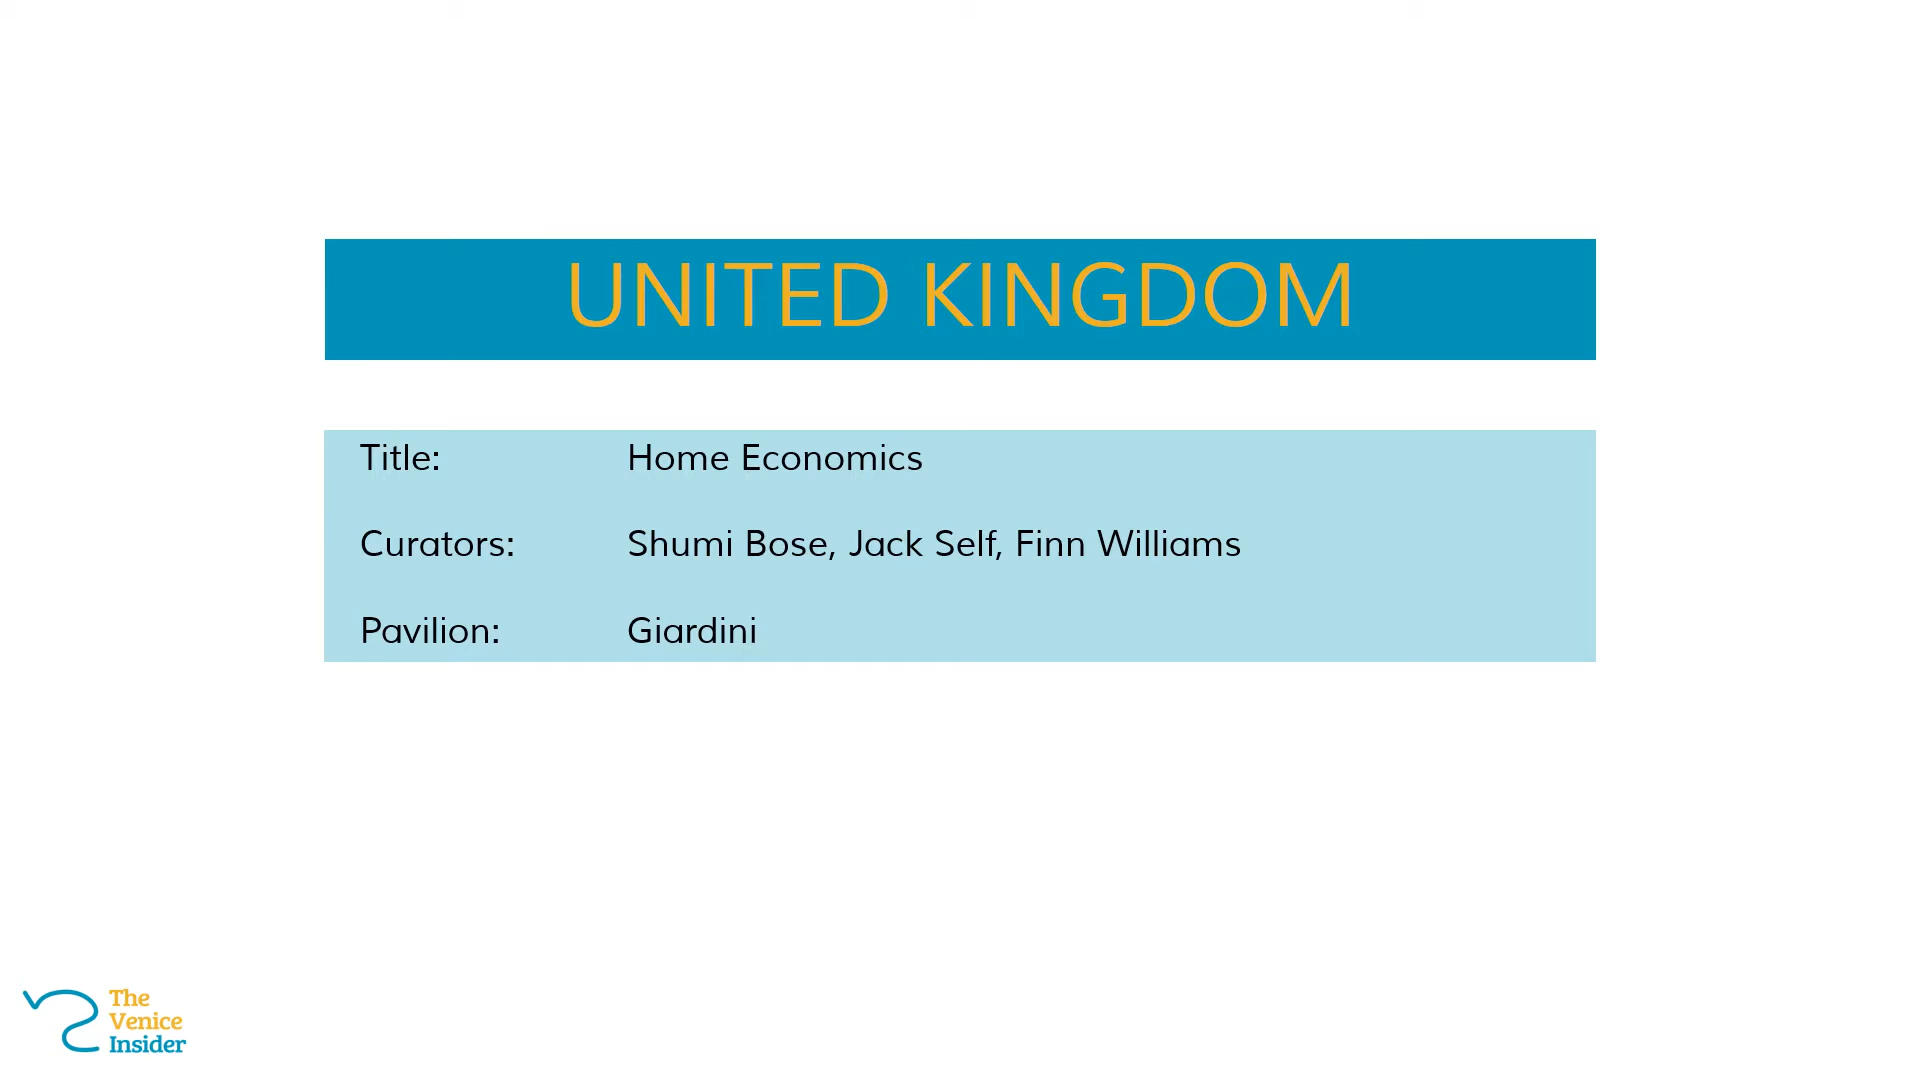 UNITED KINGDOM
Title: Home Economics
Curators: Shumi Bose, Jack Self, Finn Williams
Pavilion: Giardini
The
Venice
Insider